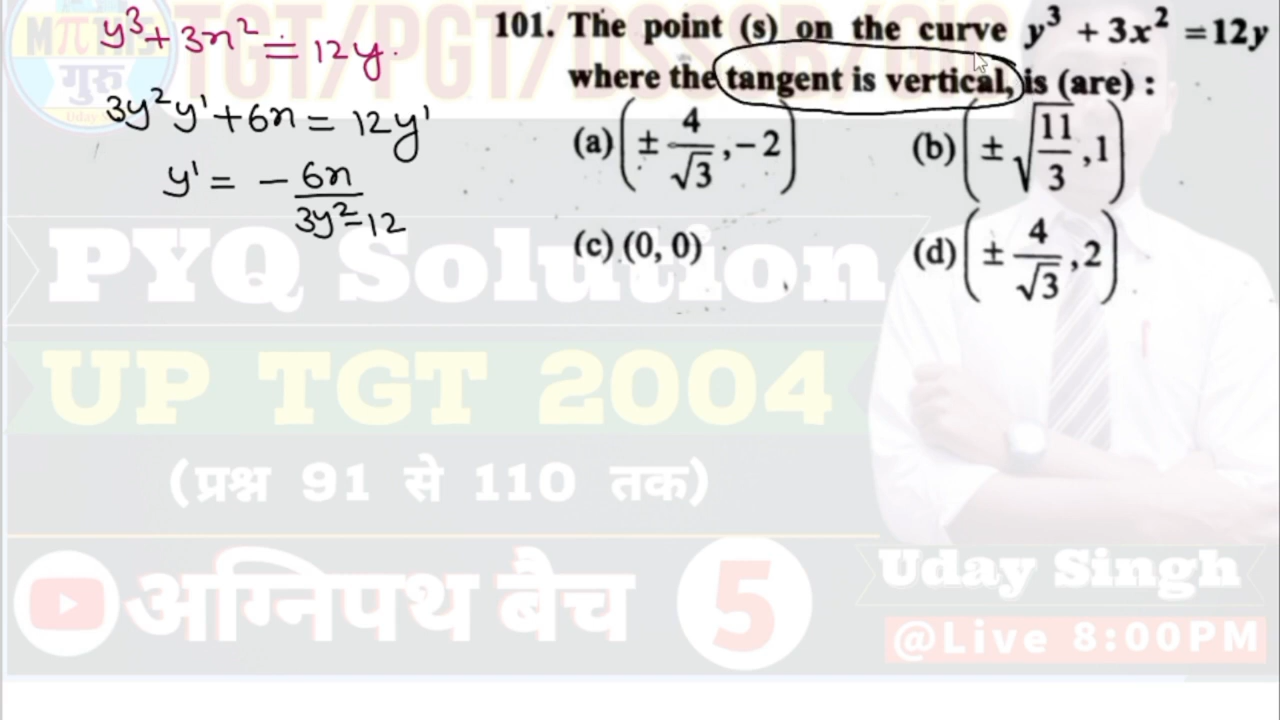 y³ + 3x² = 12y.
3y²y' + 6x = 12y'
y' = - 6x / 3y²-12
101. The point (s) on the curve y³ + 3x² = 12y
where the tangent is vertical, is (are) :
(a) (± 4/√3, -2)
(b) (± √11/3, 1)
(c) (0, 0)
(d) (± 4/√3, 2)
MπTHS
गुरु
TGT/PGT/DSSSB/GIC
PYQ Solution
UP TGT 2004
(प्रश्न 91 से 110 तक)
अग्निपथ बैच 5
Uday Singh
@Live 8:00PM